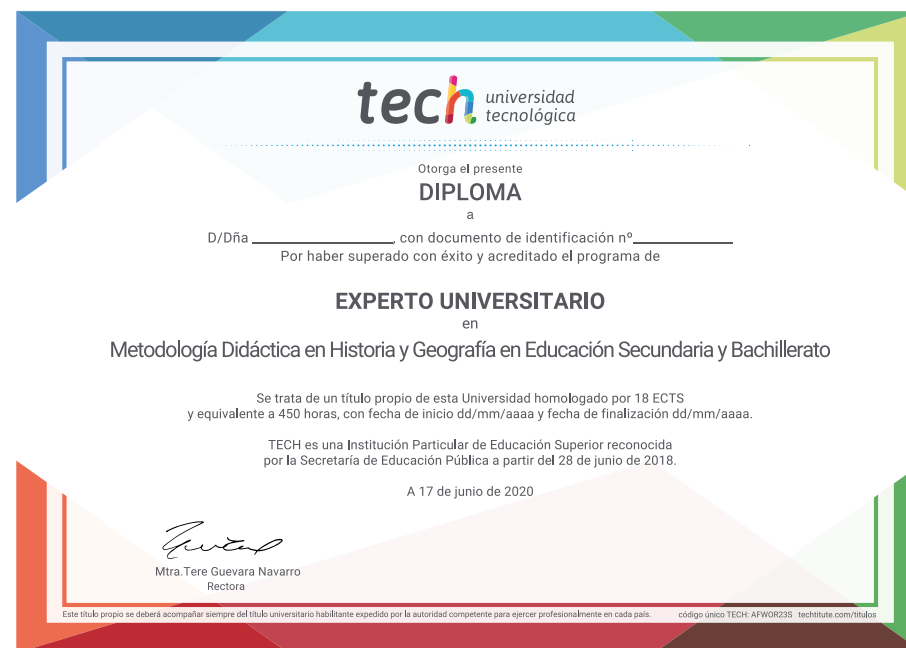 tech universidad
tecnológica
Otorga el presente
DIPLOMA
a
D/Dña ___________________, con documento de identificación nº_____________
Por haber superado con éxito y acreditado el programa de
EXPERTO UNIVERSITARIO
en
Metodología Didáctica en Historia y Geografía en Educación Secundaria y Bachillerato
Se trata de un título propio de esta Universidad homologado por 18 ECTS
y equivalente a 450 horas, con fecha de inicio dd/mm/aaaa y fecha de finalización dd/mm/aaaa.
TECH es una Institución Particular de Educación Superior reconocida
por la Secretaría de Educación Pública a partir del 28 de junio de 2018.
A 17 de junio de 2020
Mtra.Tere Guevara Navarro
Rectora
Este título propio se deberá acompañar siempre del título universitario habilitante expedido por la autoridad competente para ejercer profesionalmente en cada país. código único TECH: AFWOR23S techtitute.com/titulos